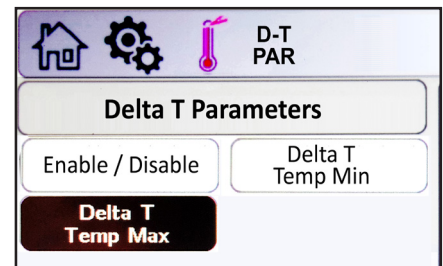 D-T
PAR
Delta T Parameters
Enable / Disable
Delta T
Temp Min
Delta T
Temp Max